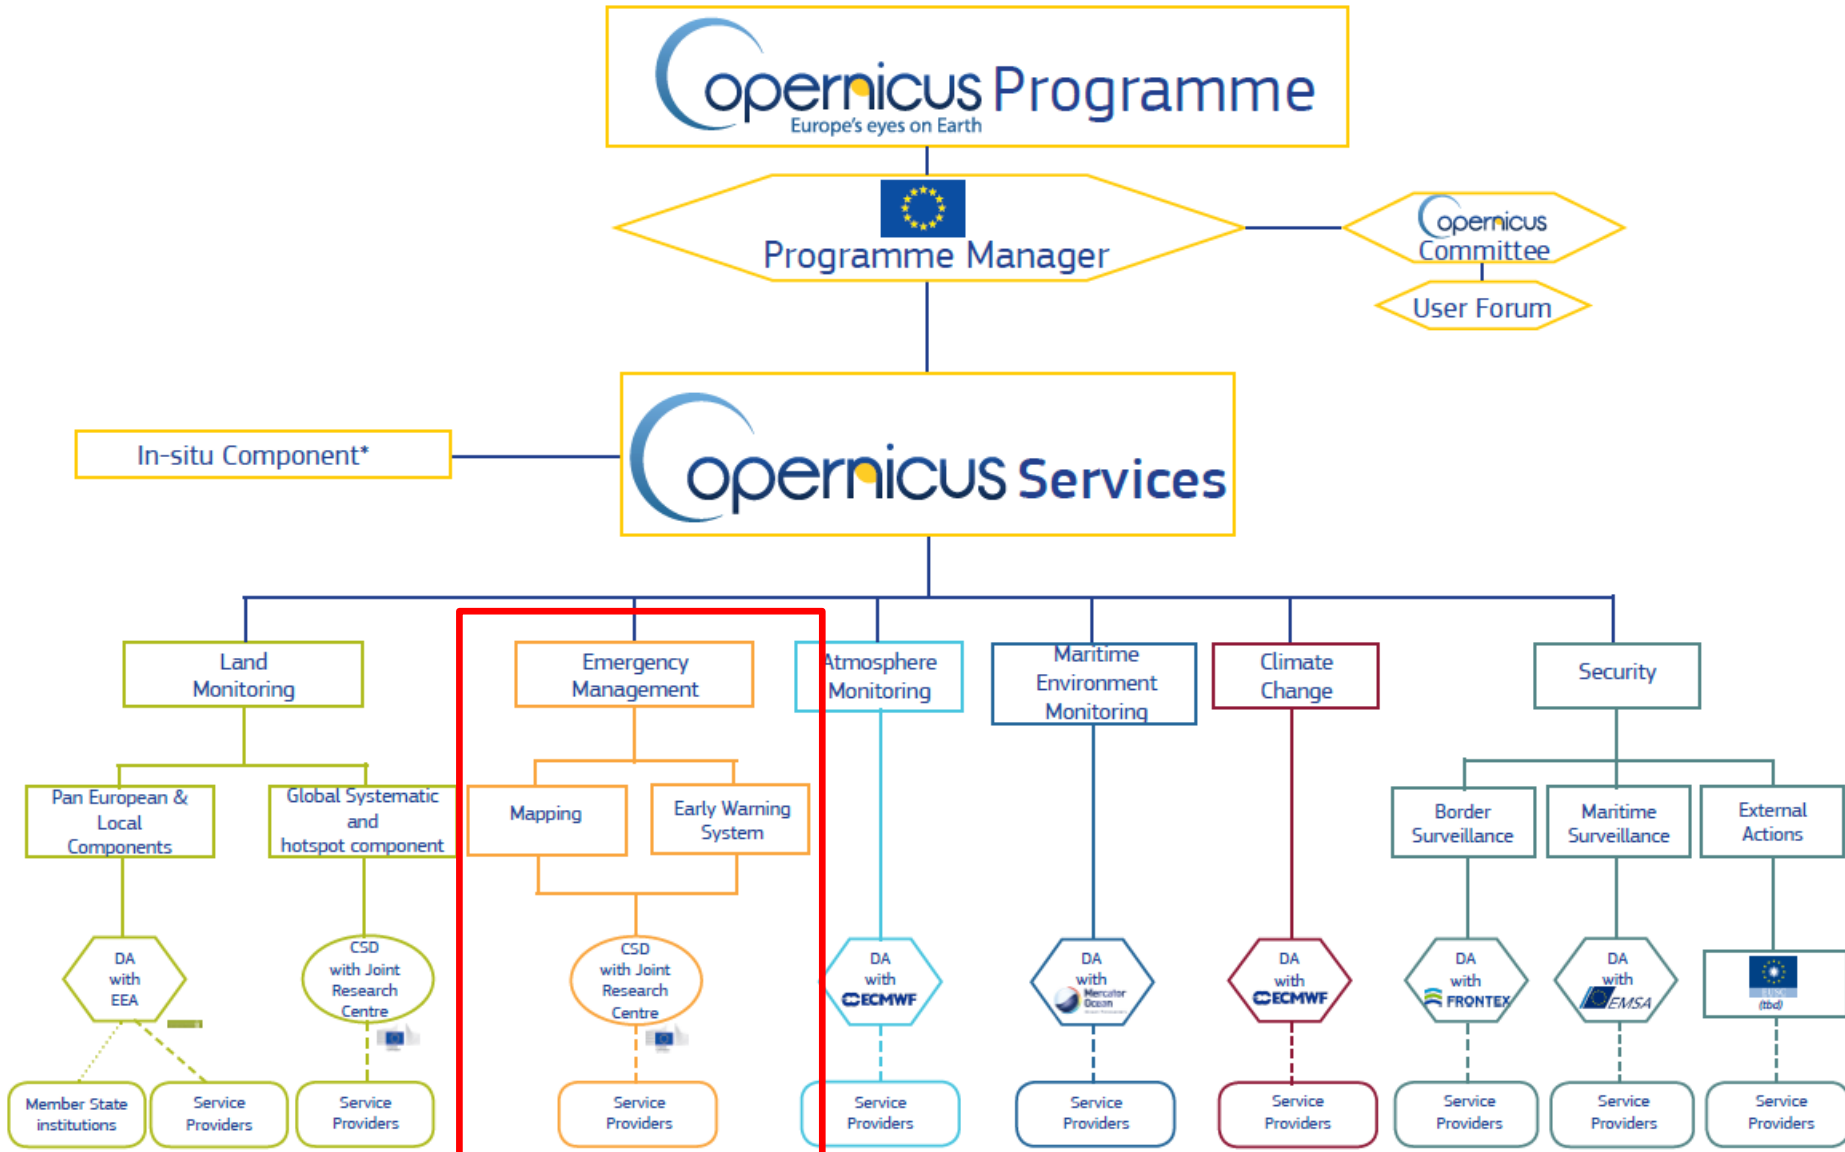 Copernicus Programme
Europe's eyes on Earth
Programme Manager
Copernicus
Committee
User Forum
In-situ Component*
Copernicus Services
Land
Monitoring
Emergency
Management
Atmosphere
Monitoring
Maritime
Environment
Monitoring
Climate
Change
Security
Pan European &
Local
Components
Global Systematic
and
hotspot component
Mapping
Early Warning
System
Border
Surveillance
Maritime
Surveillance
External
Actions
DA
with
EEA
CSD
with Joint
Research
Centre
CSD
with Joint
Research
Centre
DA
with
ECMWF
DA
with
Mercator
Ocean
DA
with
ECMWF
DA
with
FRONTEX
DA
with
EMSA
(tbd)
Member State
institutions
Service
Providers
Service
Providers
Service
Providers
Service
Providers
Service
Providers
Service
Providers
Service
Providers
Service
Providers
Service
Providers